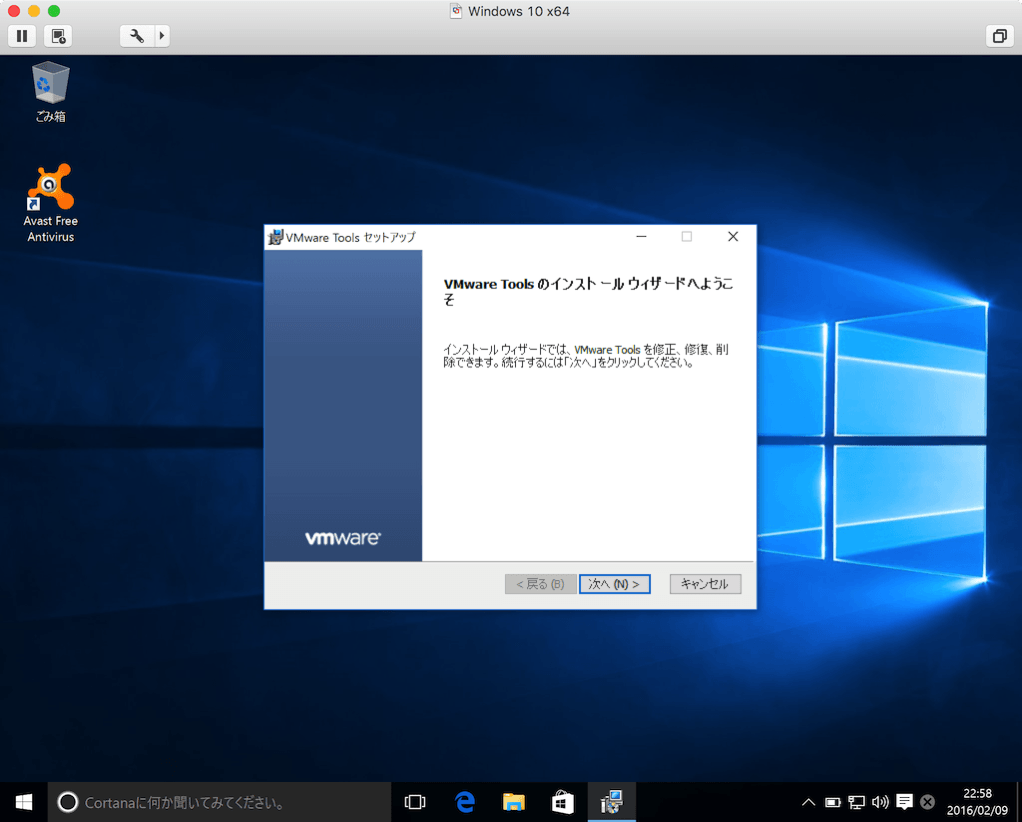 Windows 10 x64
ごみ箱
Avast Free
Antivirus
VMware Tools セットアップ
VMware Tools のインストール ウィザードへようこ
そ
インストール ウィザードでは、VMware Tools を修正、修復、削
除できます。続行するには「次へ」をクリックしてください。
vmware
< 戻る (B)
次へ (N) >
キャンセル
Cortanaに何か聞いてみてください。
22:58
2016/02/09